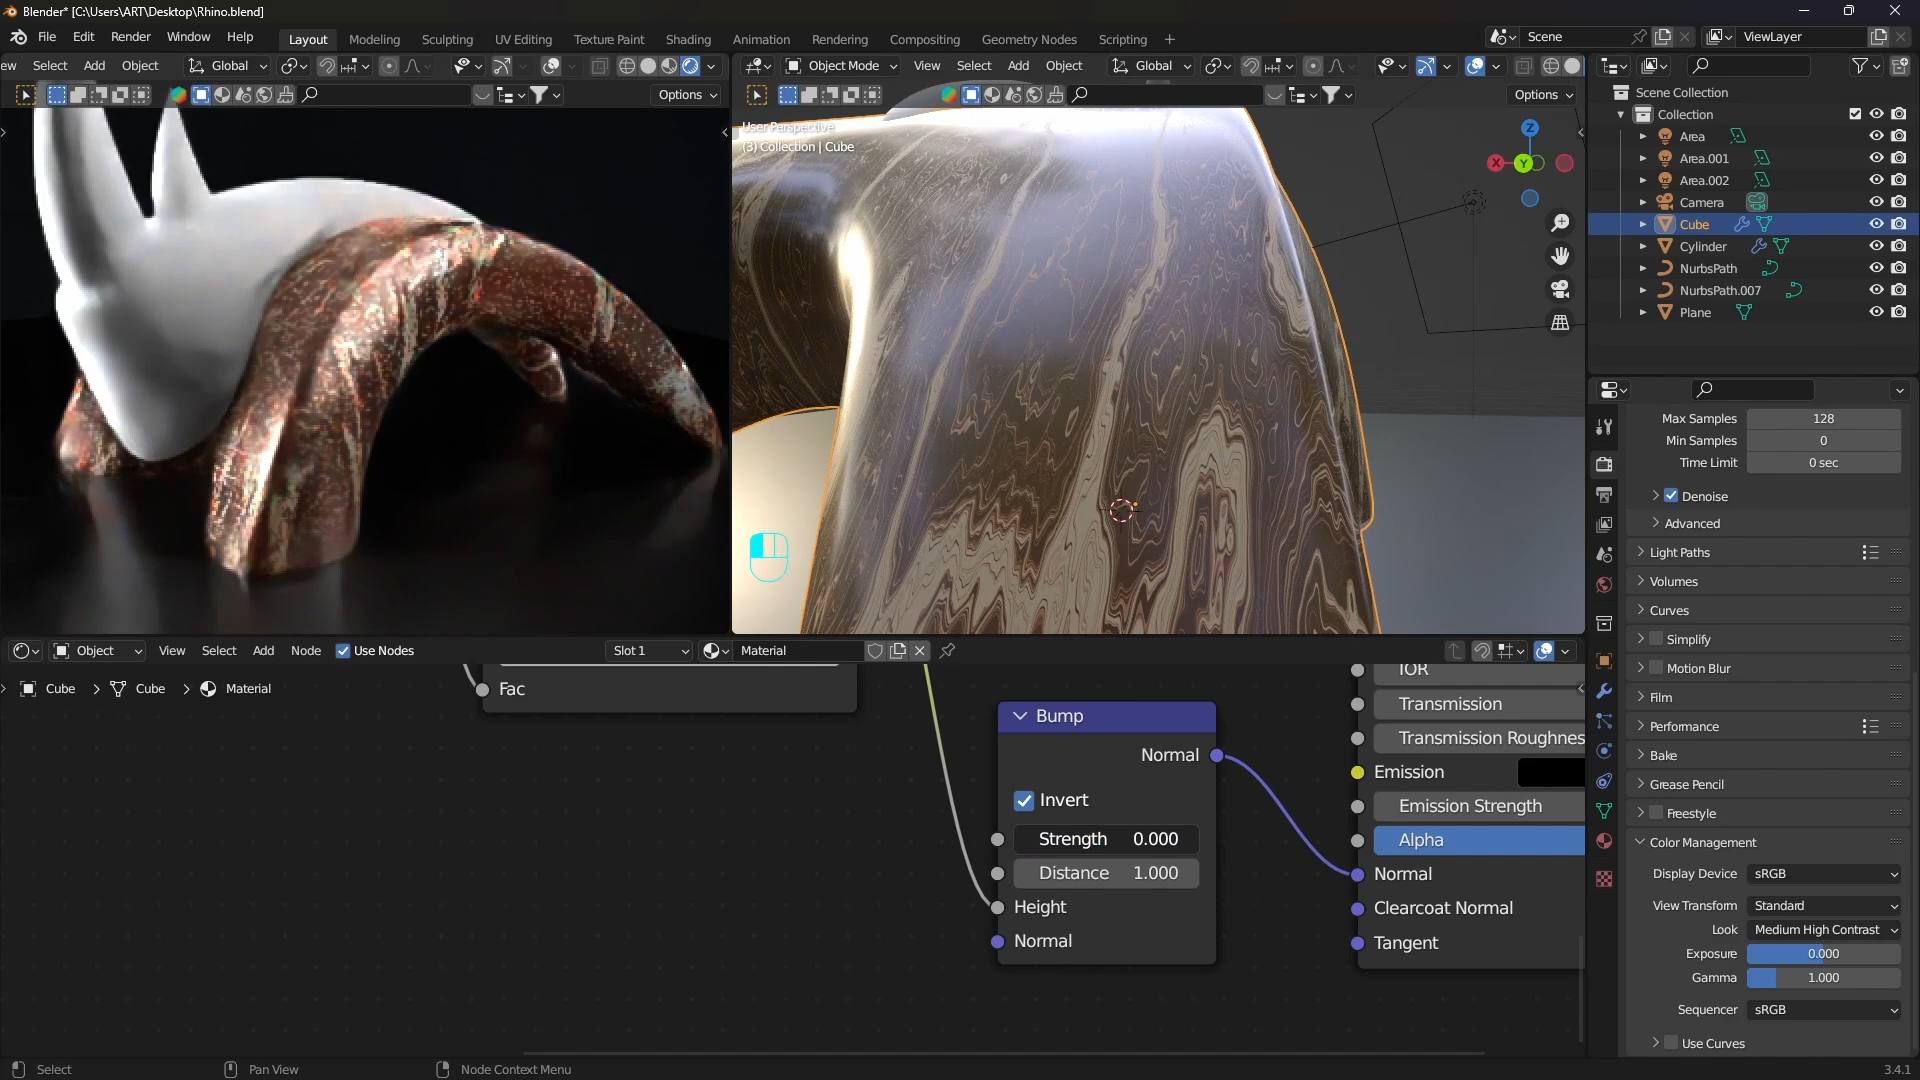 Blender* [C:\Users\ART\Desktop\Rhino.blend]
File Edit Render Window Help
Layout Modeling Sculpting UV Editing Texture Paint Shading Animation Rendering Compositing Geometry Nodes Scripting +
Scene
ViewLayer
ew Select Add Object Global
Object Mode View Select Add Object Global
Options
Options
User Perspective
(3) Collection | Cube
Z
X
Y
Scene Collection
Collection
Area
Area.001
Area.002
Camera
Cube
Cylinder
NurbsPath
NurbsPath.007
Plane
Max Samples 128
Min Samples 0
Time Limit 0 sec
Denoise
Advanced
Light Paths
Volumes
Curves
Simplify
Motion Blur
Film
Performance
Bake
Grease Pencil
Freestyle
Color Management
Display Device sRGB
View Transform Standard
Look Medium High Contrast
Exposure 0.000
Gamma 1.000
Sequencer sRGB
Use Curves
Object View Select Add Node Use Nodes Slot 1 Material
Cube Cube Material
Fac
Bump
Normal
Invert
Strength 0.000
Distance 1.000
Height
Normal
IOR
Transmission
Transmission Roughnes
Emission
Emission Strength
Alpha
Normal
Clearcoat Normal
Tangent
Select Pan View Node Context Menu
3.4.1